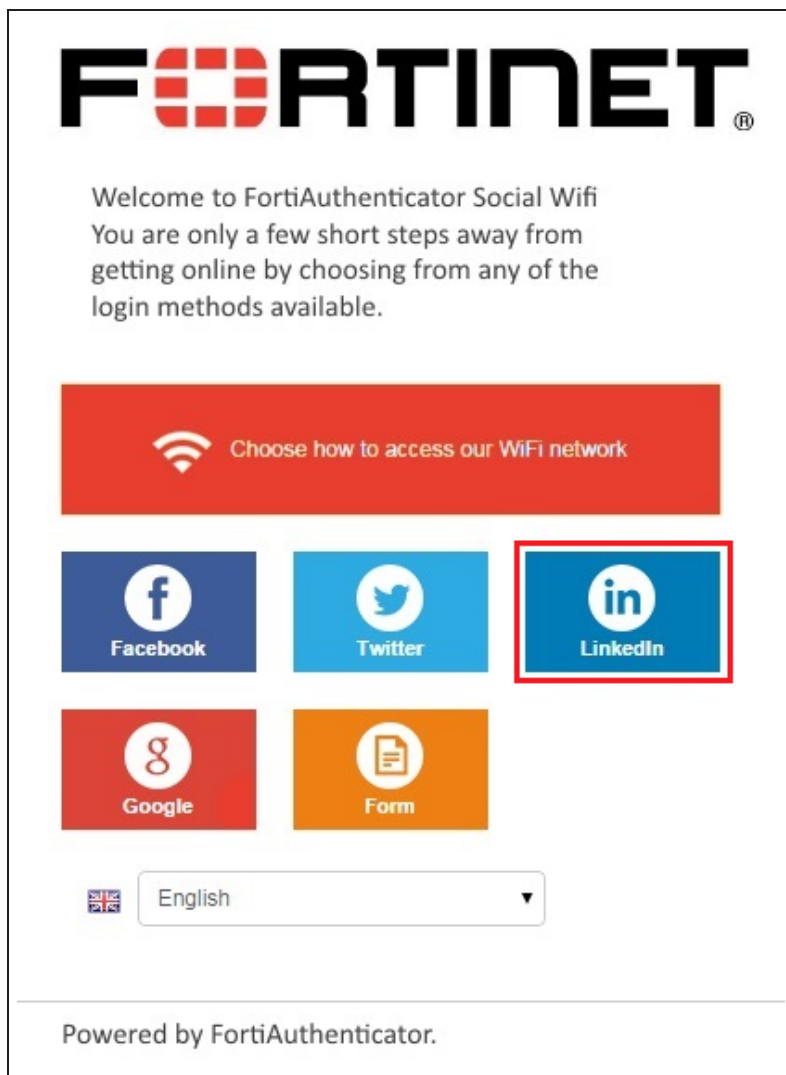 FORTINET®
Welcome to FortiAuthenticator Social Wifi
You are only a few short steps away from
getting online by choosing from any of the
login methods available.
Choose how to access our WiFi network
f
Facebook
Twitter
in
LinkedIn
g
Google
Form
English
Powered by FortiAuthenticator.